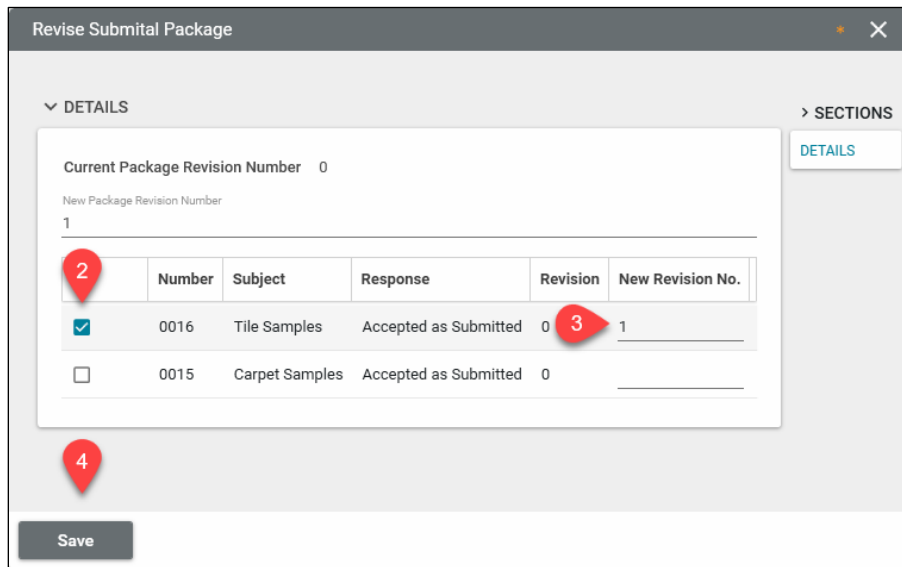 Revise Submital Package *
DETAILS
SECTIONS
DETAILS
Current Package Revision Number 0
New Package Revision Number
1
2
Number Subject Response Revision New Revision No.
0016 Tile Samples Accepted as Submitted 0 3 1
0015 Carpet Samples Accepted as Submitted 0
4
Save